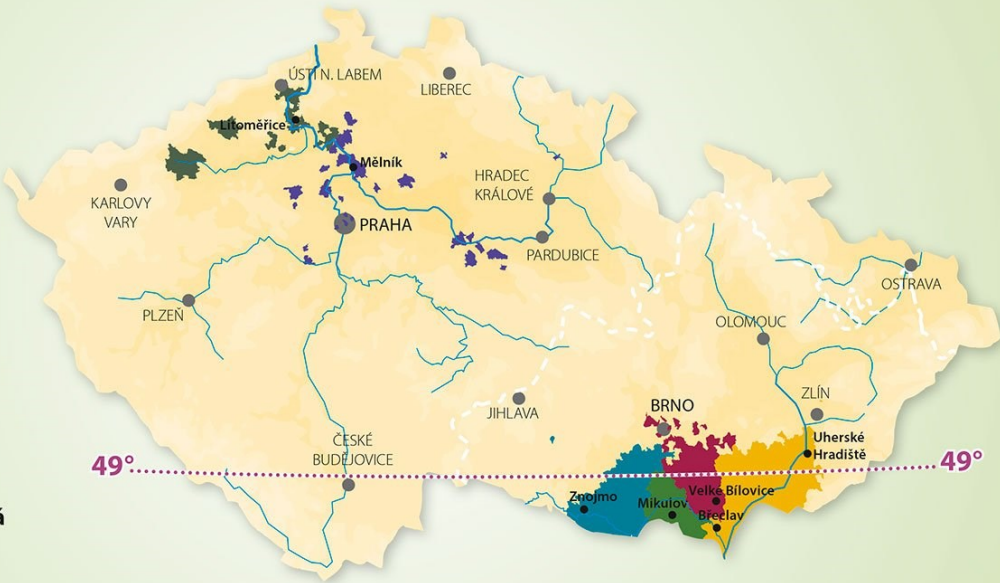 ÚSTÍ N. LABEM
LIBEREC
Litoměřice
Mělník
KARLOVY
VARY
HRADEC
KRÁLOVÉ
PRAHA
PARDUBICE
OSTRAVA
PLZEŇ
OLOMOUC
ZLÍN
JIHLAVA
BRNO
ČESKÉ
BUDĚJOVICE
Uherské
Hradiště
49°
49°
Znojmo
Mikulov
Velké Bílovice
Břeclav
á